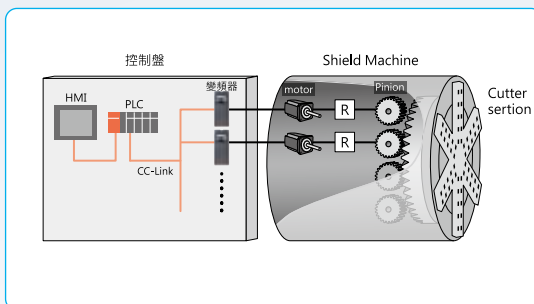 控制盤
Shield Machine
HMI
PLC
變頻器
motor
Pinion
Cutter
sertion
R
R
CC-Link